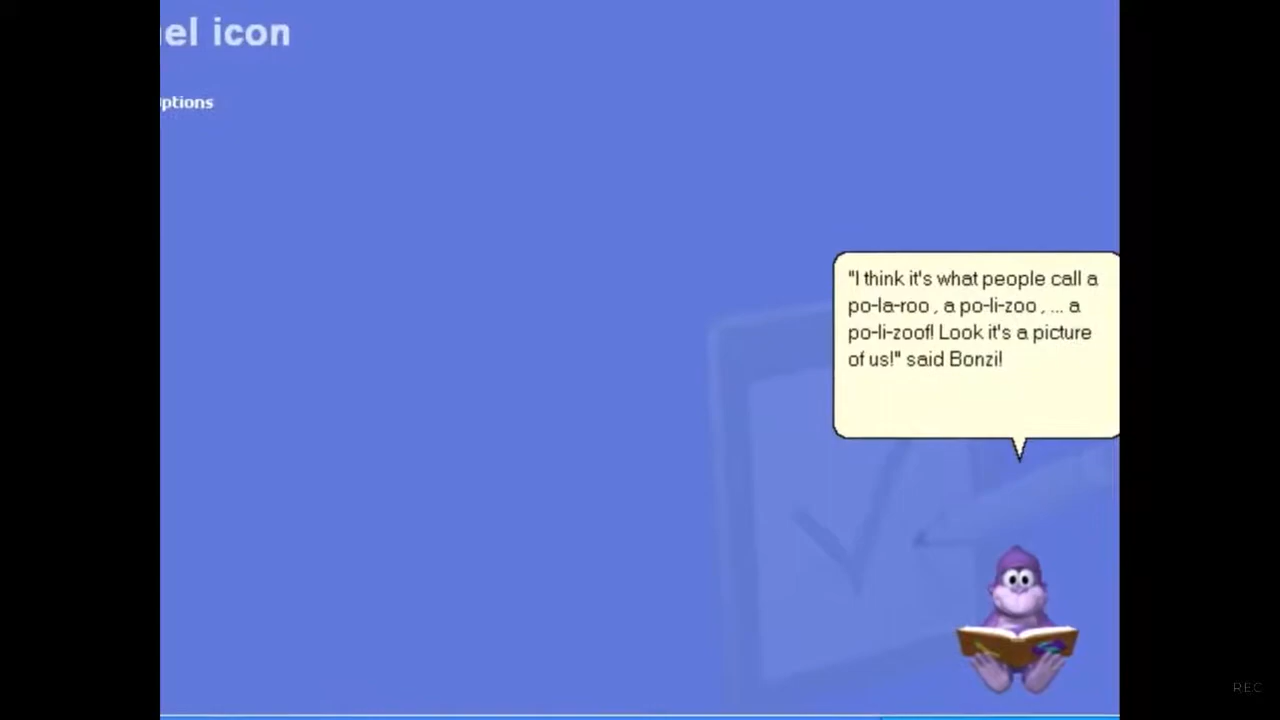 el icon
ptions
"I think it's what people call a
po-la-roo , a po-li-zoo , ... a
po-li-zoof! Look it's a picture
of us!" said Bonzi!
REC